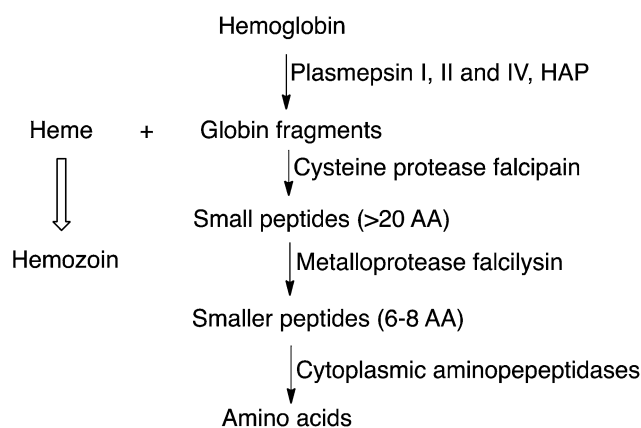 Hemoglobin
Plasmepsin I, II and IV, HAP
Heme + Globin fragments
Cysteine protease falcipain
Small peptides (>20 AA)
Hemozoin
Metalloprotease falcilysin
Smaller peptides (6-8 AA)
Cytoplasmic aminopepeptidases
Amino acids